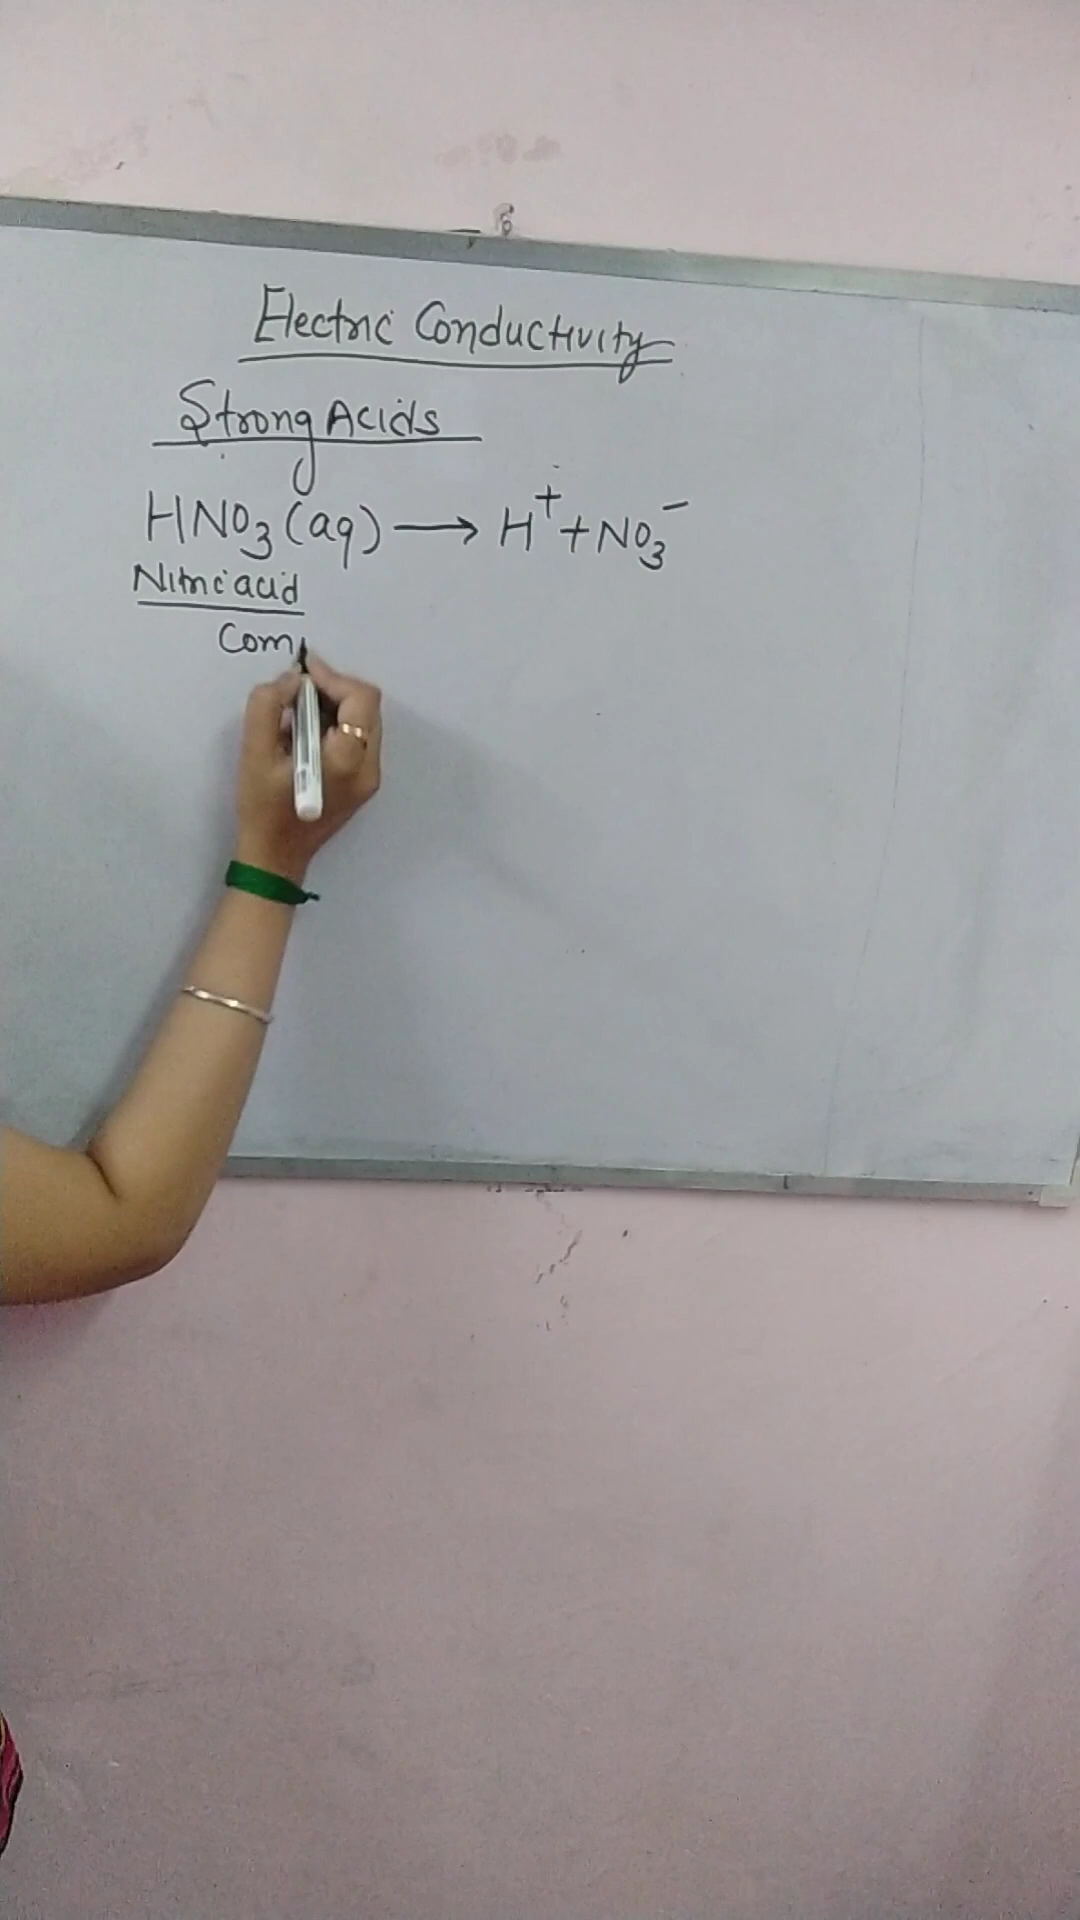 Electric Conductivity
Strong Acids
HNO₃(aq) ⟶ H⁺ + NO₃⁻
Nitric acid
Com